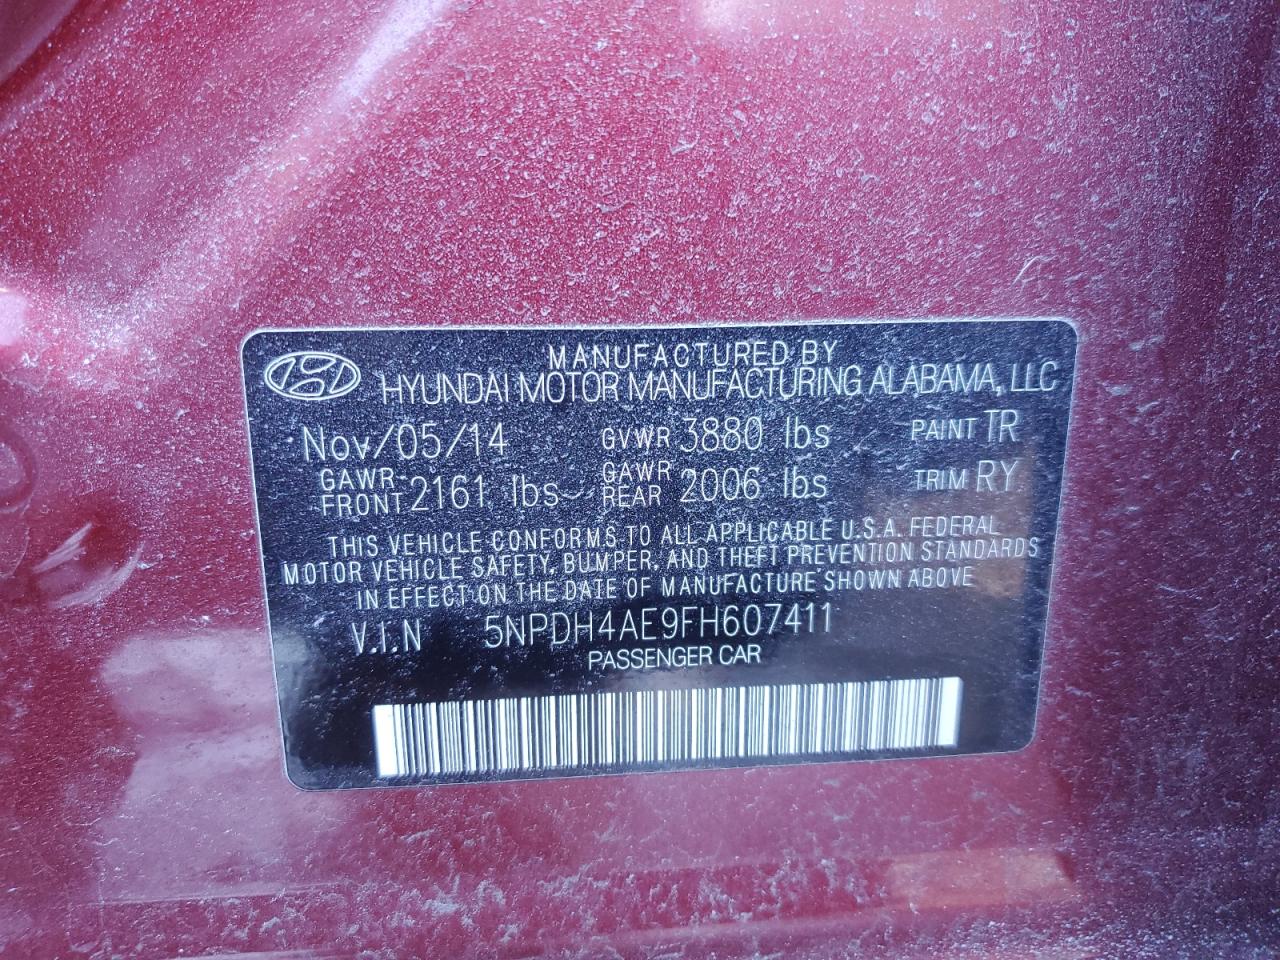 MANUFACTURED BY
HYUNDAI MOTOR MANUFACTURING ALABAMA, LLC
Nov/05/14 GVWR 3880 lbs PAINT TR
GAWR FRONT 2161 lbs GAWR REAR 2006 lbs TRIM RY
THIS VEHICLE CONFORMS TO ALL APPLICABLE U.S.A. FEDERAL
MOTOR VEHICLE SAFETY, BUMPER, AND THEFT PREVENTION STANDARDS
IN EFFECT ON THE DATE OF MANUFACTURE SHOWN ABOVE
V.I.N 5NPDH4AE9FH607411
PASSENGER CAR